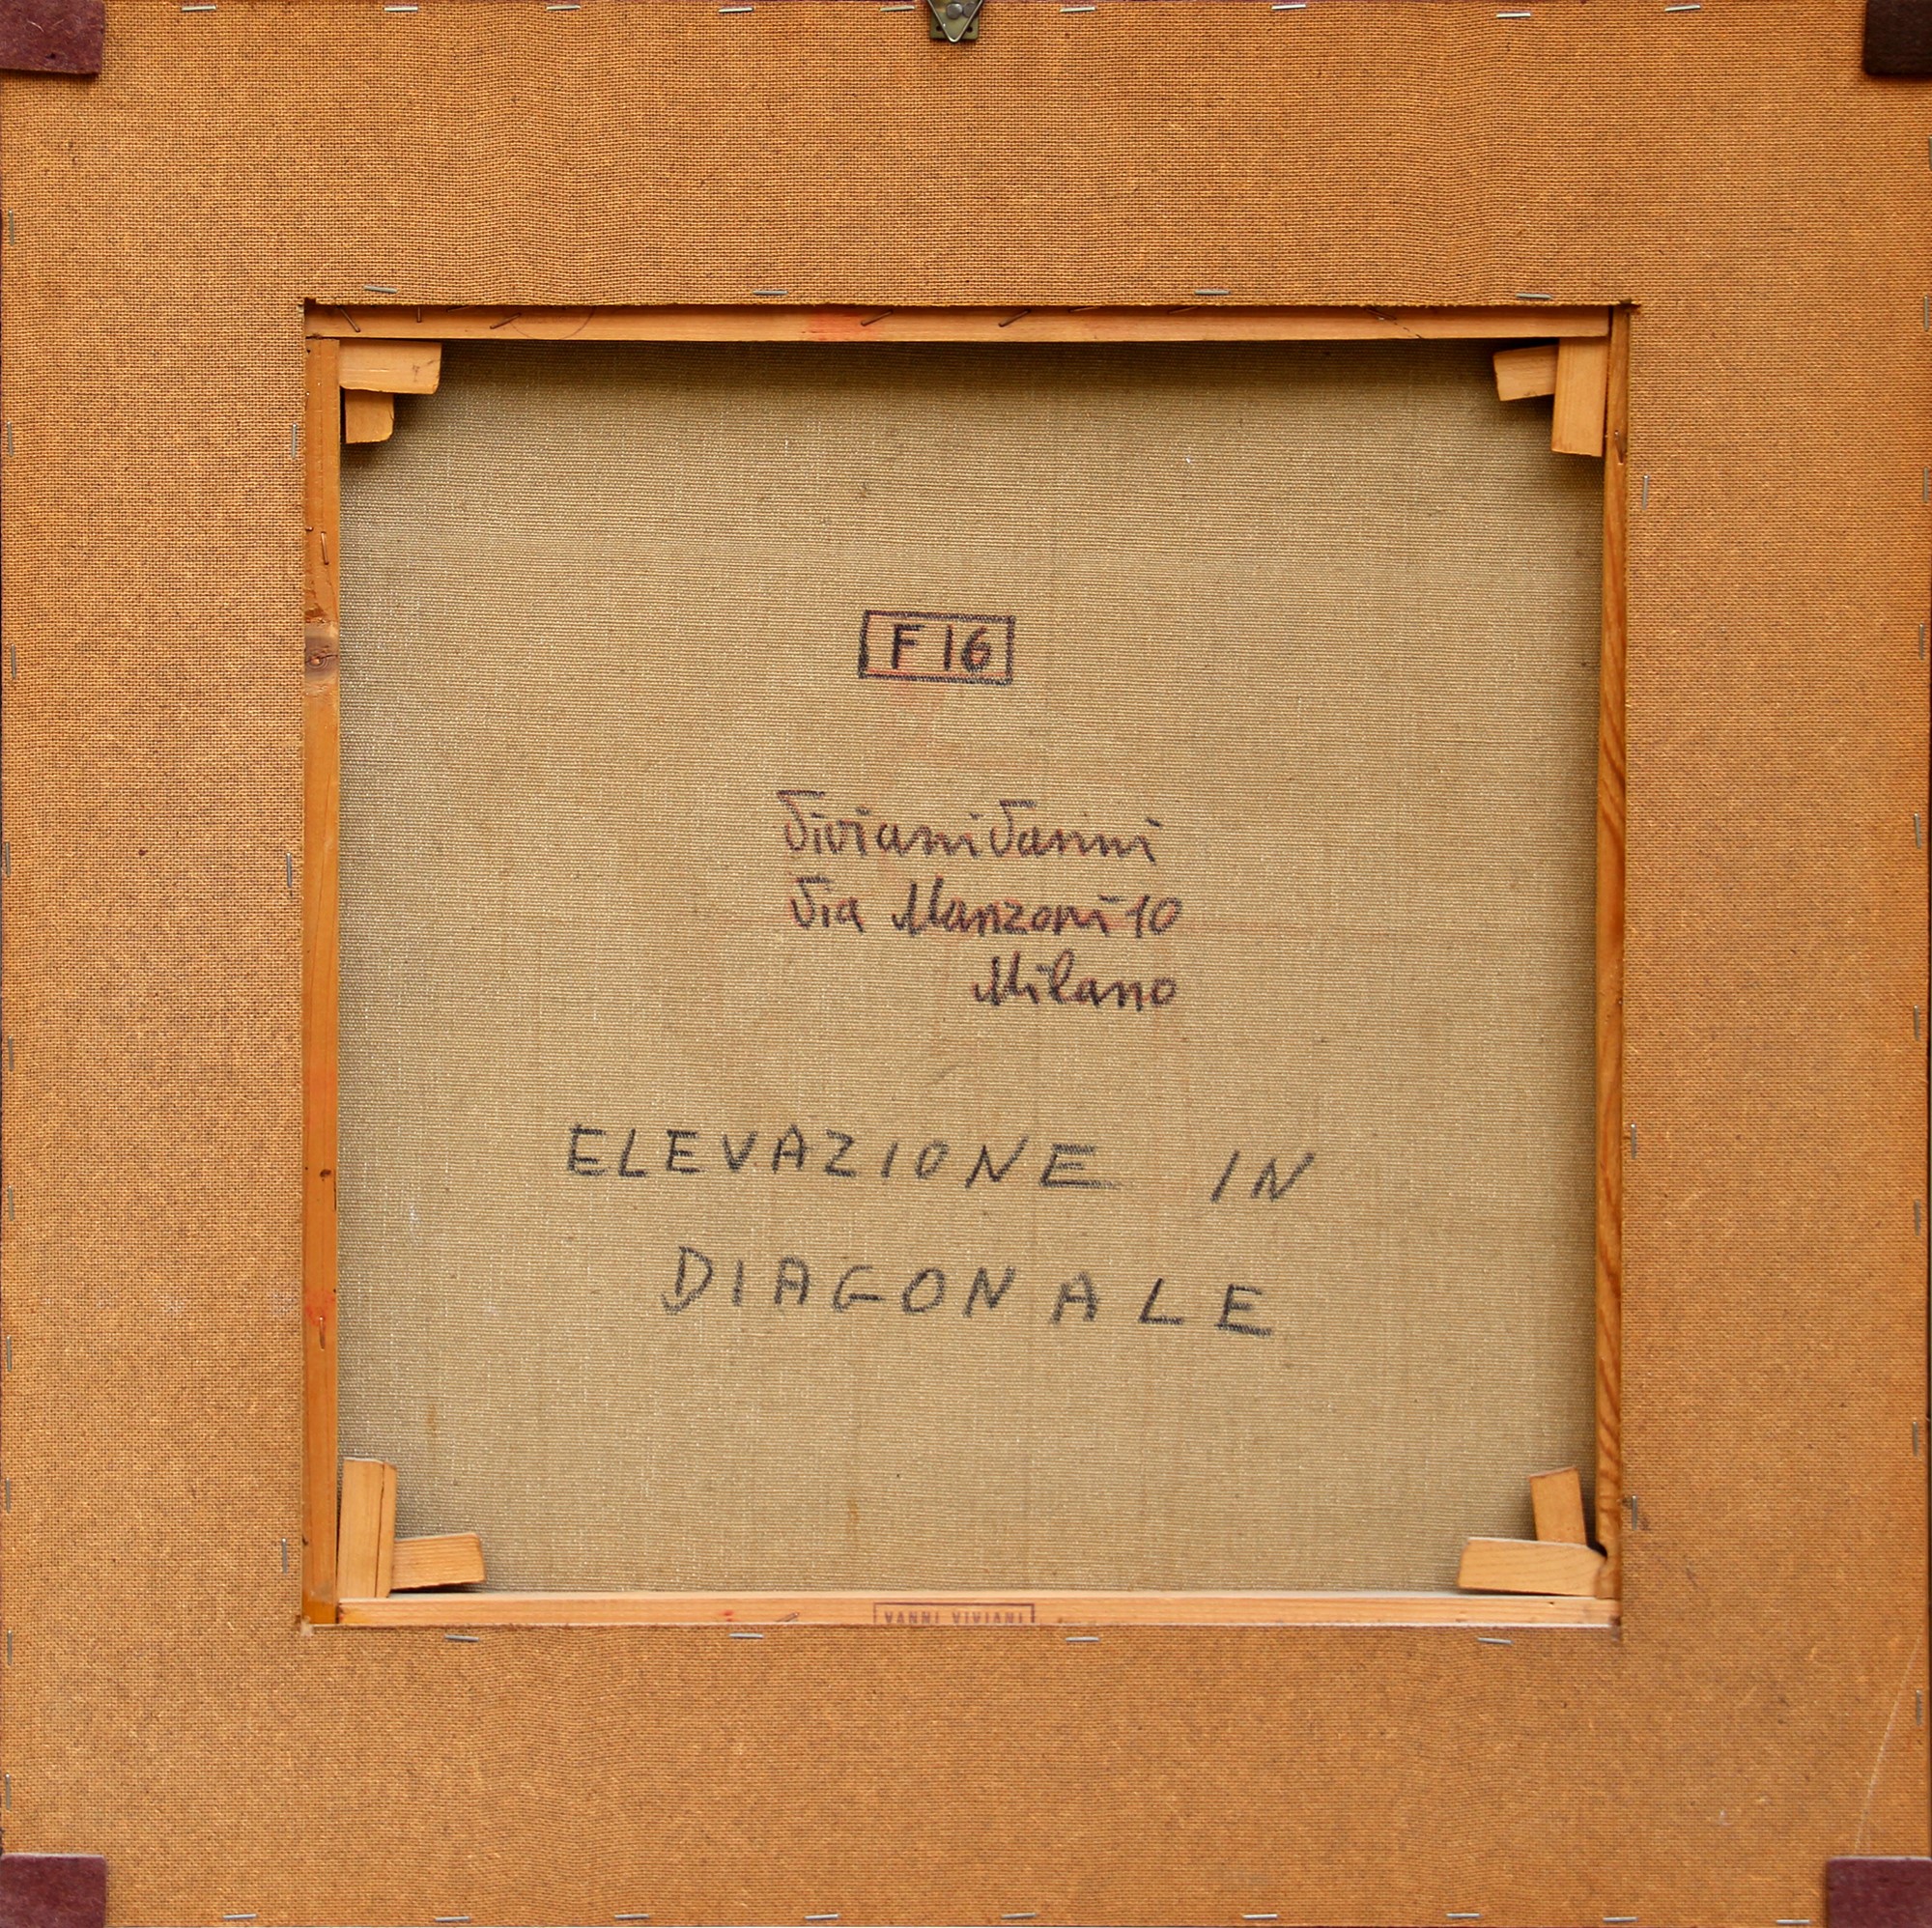 F 16
Viviani Vanni
Via Manzoni 10
Milano
ELEVAZIONE IN
DIAGONALE
VANNI VIVIANI